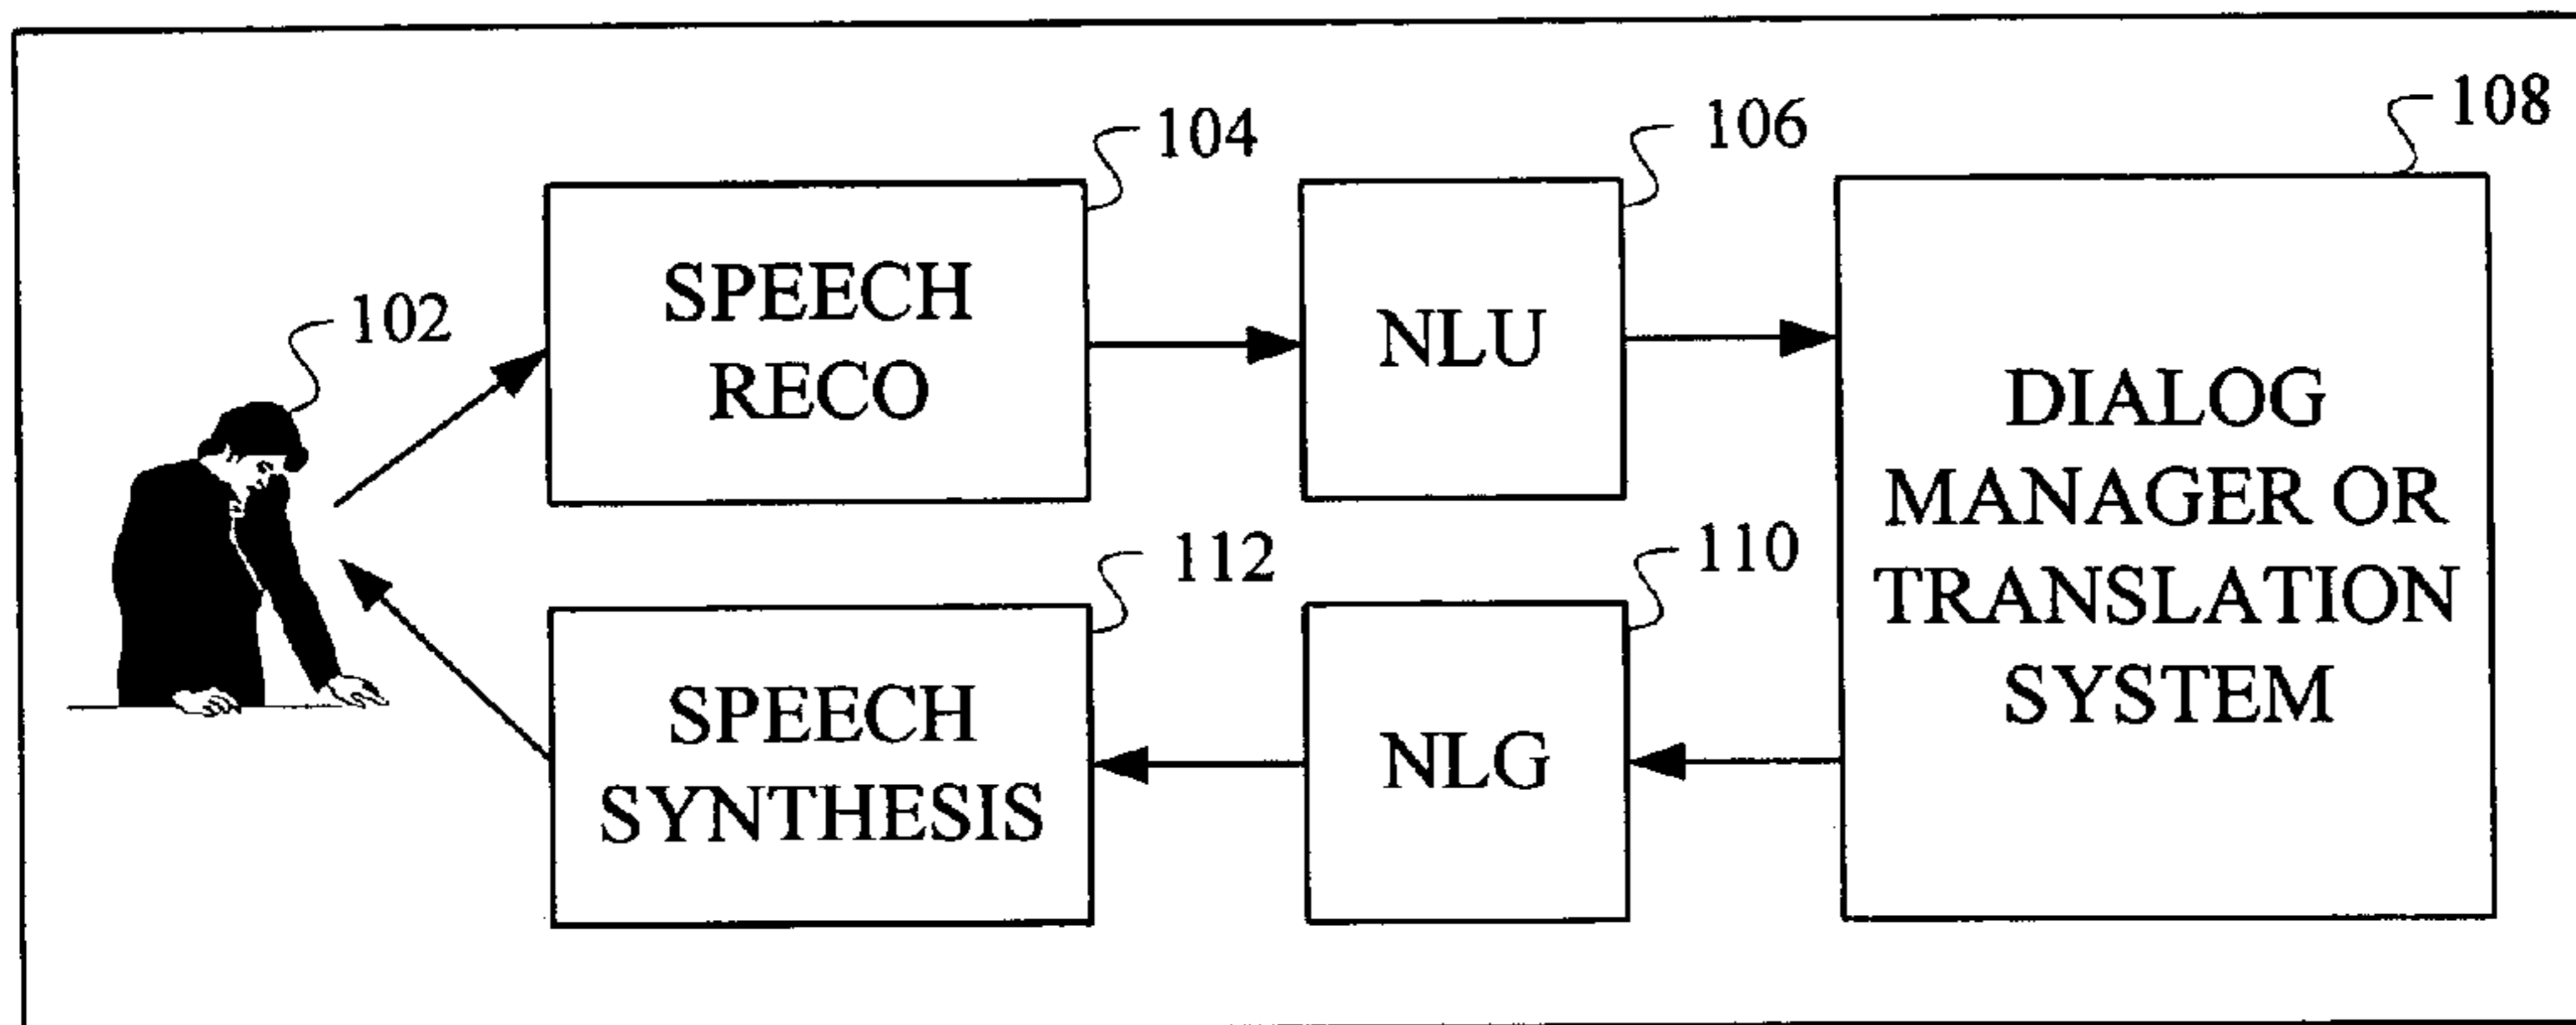 102
104
SPEECH
RECO
106
NLU
108
DIALOG
MANAGER OR
TRANSLATION
SYSTEM
110
NLG
112
SPEECH
SYNTHESIS